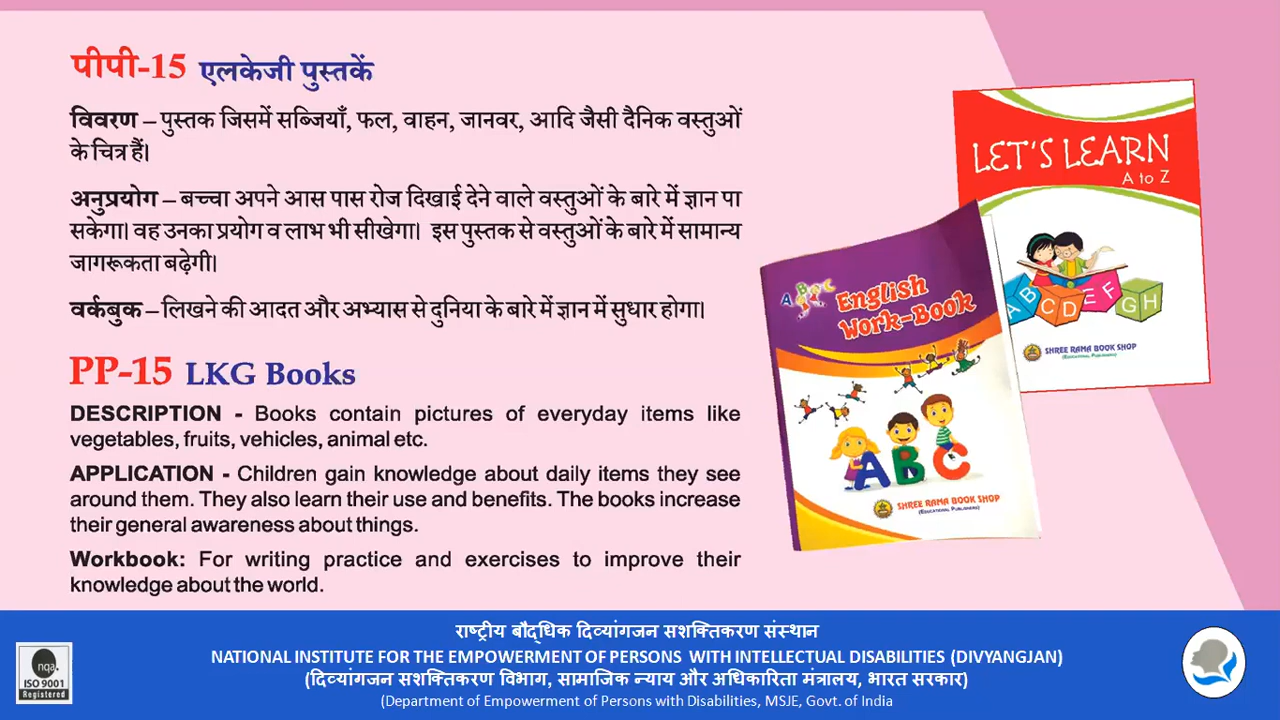 पीपी-15 एलकेजी पुस्तकें
विवरण – पुस्तक जिसमें सब्जियाँ, फल, वाहन, जानवर, आदि जैसी दैनिक वस्तुओं
के चित्र हैं।
अनुप्रयोग – बच्चा अपने आस पास रोज दिखाई देने वाले वस्तुओं के बारे में ज्ञान पा
सकेगा। वह उनका प्रयोग व लाभ भी सीखेगा। इस पुस्तक से वस्तुओं के बारे में सामान्य
जागरूकता बढ़ेगी।
वर्कबुक – लिखने की आदत और अभ्यास से दुनिया के बारे में ज्ञान में सुधार होगा।
PP-15 LKG Books
DESCRIPTION - Books contain pictures of everyday items like
vegetables, fruits, vehicles, animal etc.
APPLICATION - Children gain knowledge about daily items they see
around them. They also learn their use and benefits. The books increase
their general awareness about things.
Workbook: For writing practice and exercises to improve their
knowledge about the world.
LET'S LEARN
A to Z
A B C D E F G H
SHREE RAMA BOOK SHOP
(EDUCATIONAL PUBLISHERS)
A B C
English
Work-Book
A B C
SHREE RAMA BOOK SHOP
(EDUCATIONAL PUBLISHERS)
राष्ट्रीय बौद्धिक दिव्यांगजन सशक्तिकरण संस्थान
NATIONAL INSTITUTE FOR THE EMPOWERMENT OF PERSONS WITH INTELLECTUAL DISABILITIES (DIVYANGJAN)
(दिव्यांगजन सशक्तिकरण विभाग, सामाजिक न्याय और अधिकारिता मंत्रालय, भारत सरकार)
(Department of Empowerment of Persons with Disabilities, MSJE, Govt. of India
nqa.
ISO 9001
Registered